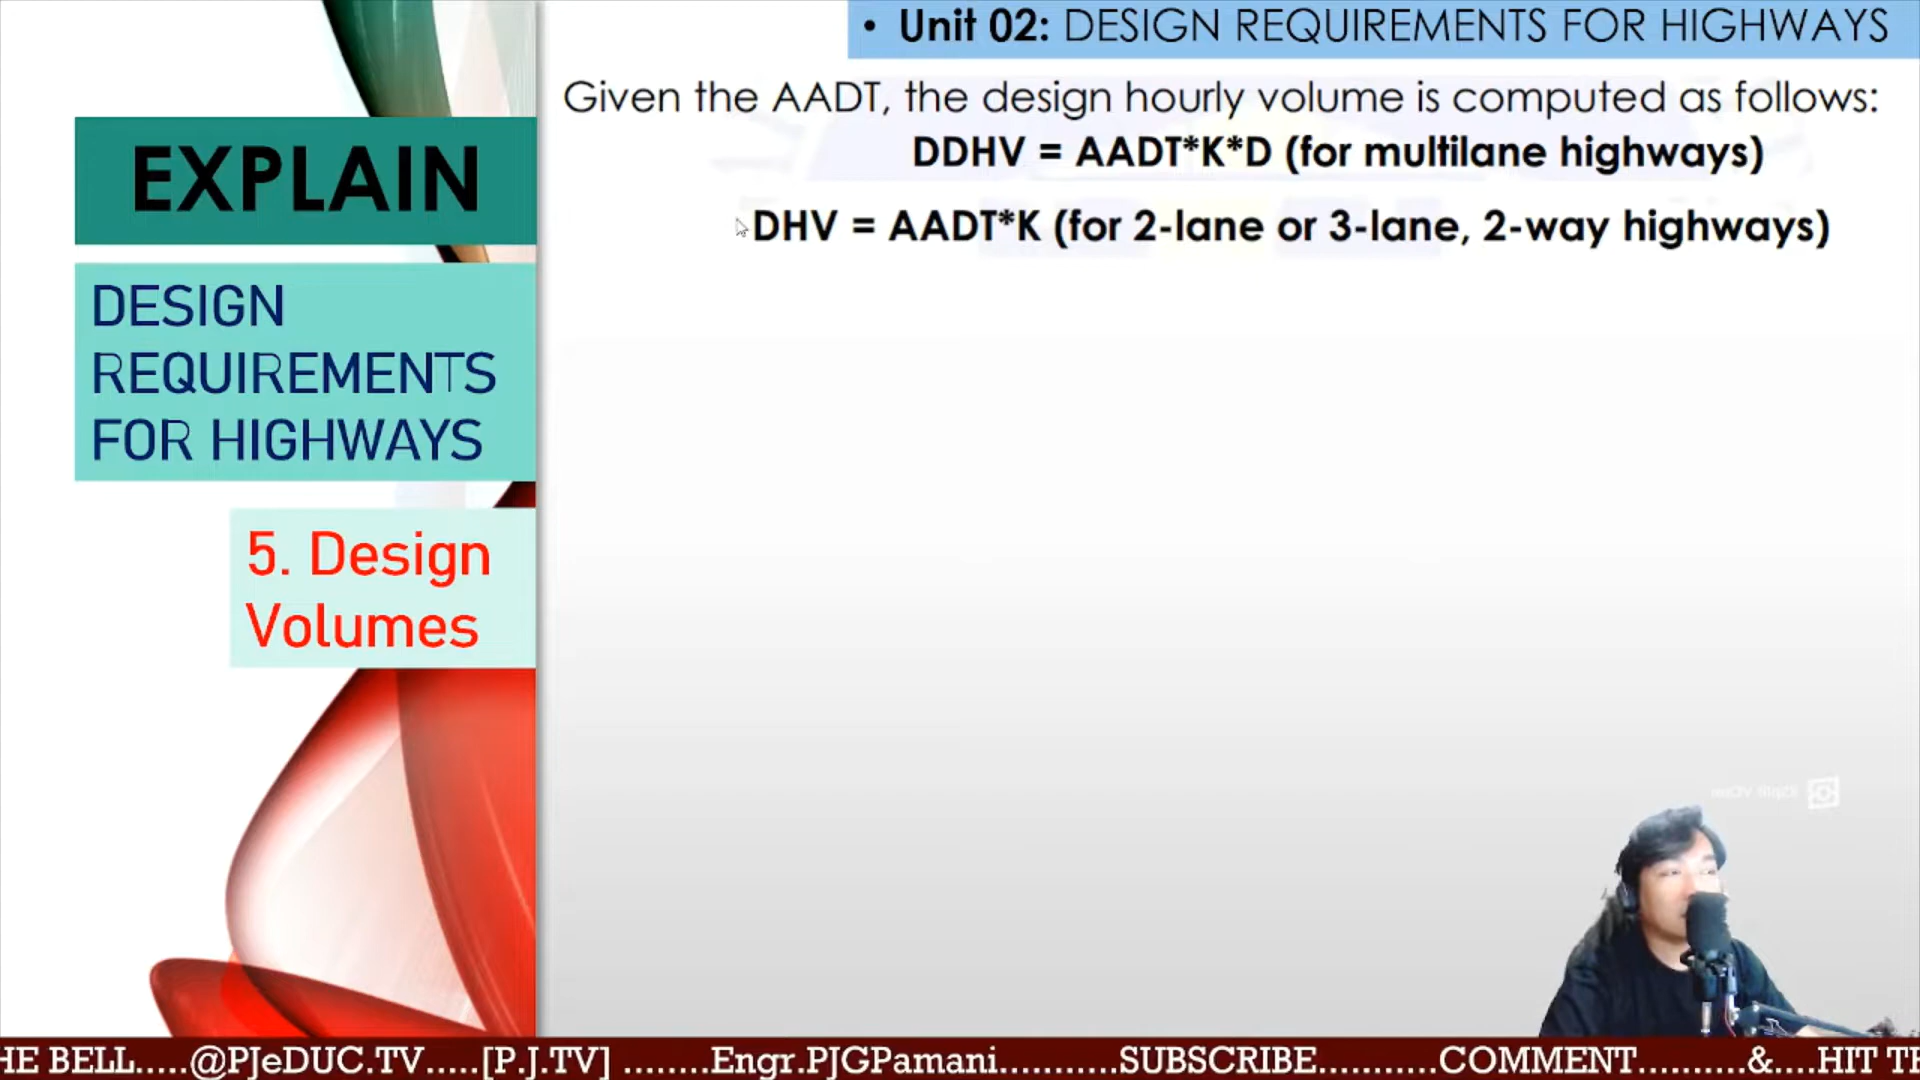 • Unit 02: DESIGN REQUIREMENTS FOR HIGHWAYS
EXPLAIN
DESIGN
REQUIREMENTS
FOR HIGHWAYS
5. Design
Volumes
Given the AADT, the design hourly volume is computed as follows:
DDHV = AADT*K*D (for multilane highways)
DHV = AADT*K (for 2-lane or 3-lane, 2-way highways)
HE BELL.....@PJeDUC.TV.....[P.J.TV] ........Engr.PJGPamani...........SUBSCRIBE...........COMMENT..........&....HIT TH